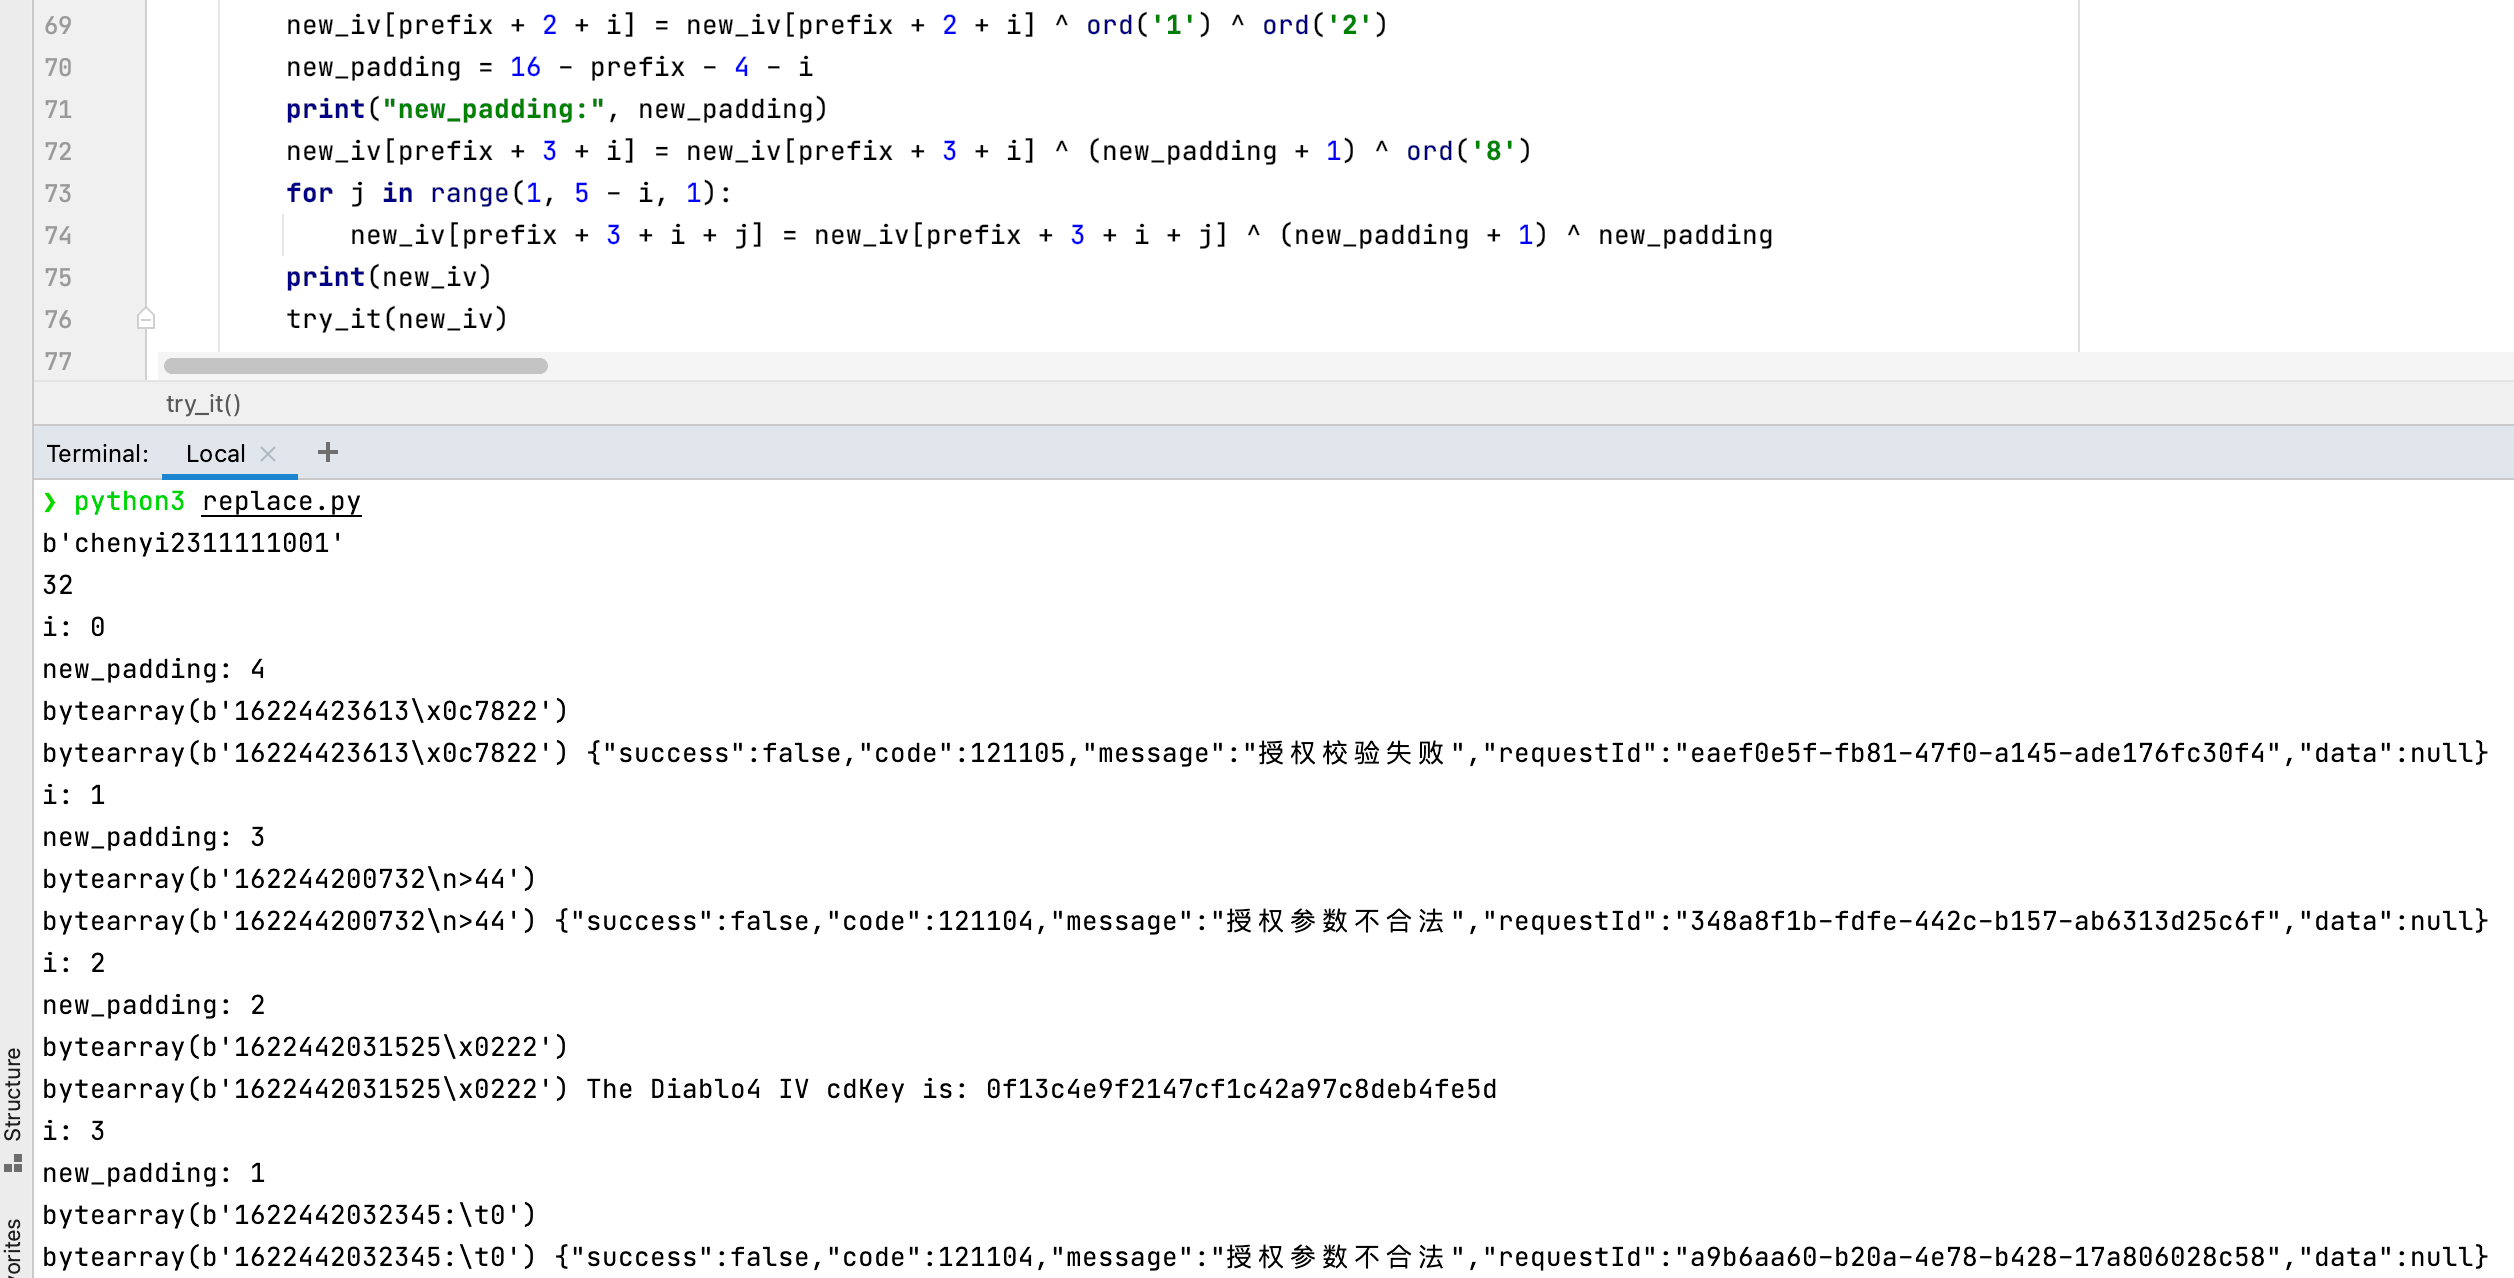 69 new_iv[prefix + 2 + i] = new_iv[prefix + 2 + i] ^ ord('1') ^ ord('2')
70 new_padding = 16 - prefix - 4 - i
71 print("new_padding:", new_padding)
72 new_iv[prefix + 3 + i] = new_iv[prefix + 3 + i] ^ (new_padding + 1) ^ ord('8')
73 for j in range(1, 5 - i, 1):
74 new_iv[prefix + 3 + i + j] = new_iv[prefix + 3 + i + j] ^ (new_padding + 1) ^ new_padding
75 print(new_iv)
76 try_it(new_iv)
77
try_it()
Terminal: Local × +
❯ python3 replace.py
b'chenyi2311111001'
32
i: 0
new_padding: 4
bytearray(b'16224423613\x0c7822')
bytearray(b'16224423613\x0c7822') {"success":false,"code":121105,"message":"授权校验失败","requestId":"eaef0e5f-fb81-47f0-a145-ade176fc30f4","data":null}
i: 1
new_padding: 3
bytearray(b'162244200732\n>44')
bytearray(b'162244200732\n>44') {"success":false,"code":121104,"message":"授权参数不合法","requestId":"348a8f1b-fdfe-442c-b157-ab6313d25c6f","data":null}
i: 2
new_padding: 2
bytearray(b'1622442031525\x0222')
bytearray(b'1622442031525\x0222') The Diablo4 IV cdKey is: 0f13c4e9f2147cf1c42a97c8deb4fe5d
i: 3
new_padding: 1
bytearray(b'1622442032345:\t0')
bytearray(b'1622442032345:\t0') {"success":false,"code":121104,"message":"授权参数不合法","requestId":"a9b6aa60-b20a-4e78-b428-17a806028c58","data":null}
Structure